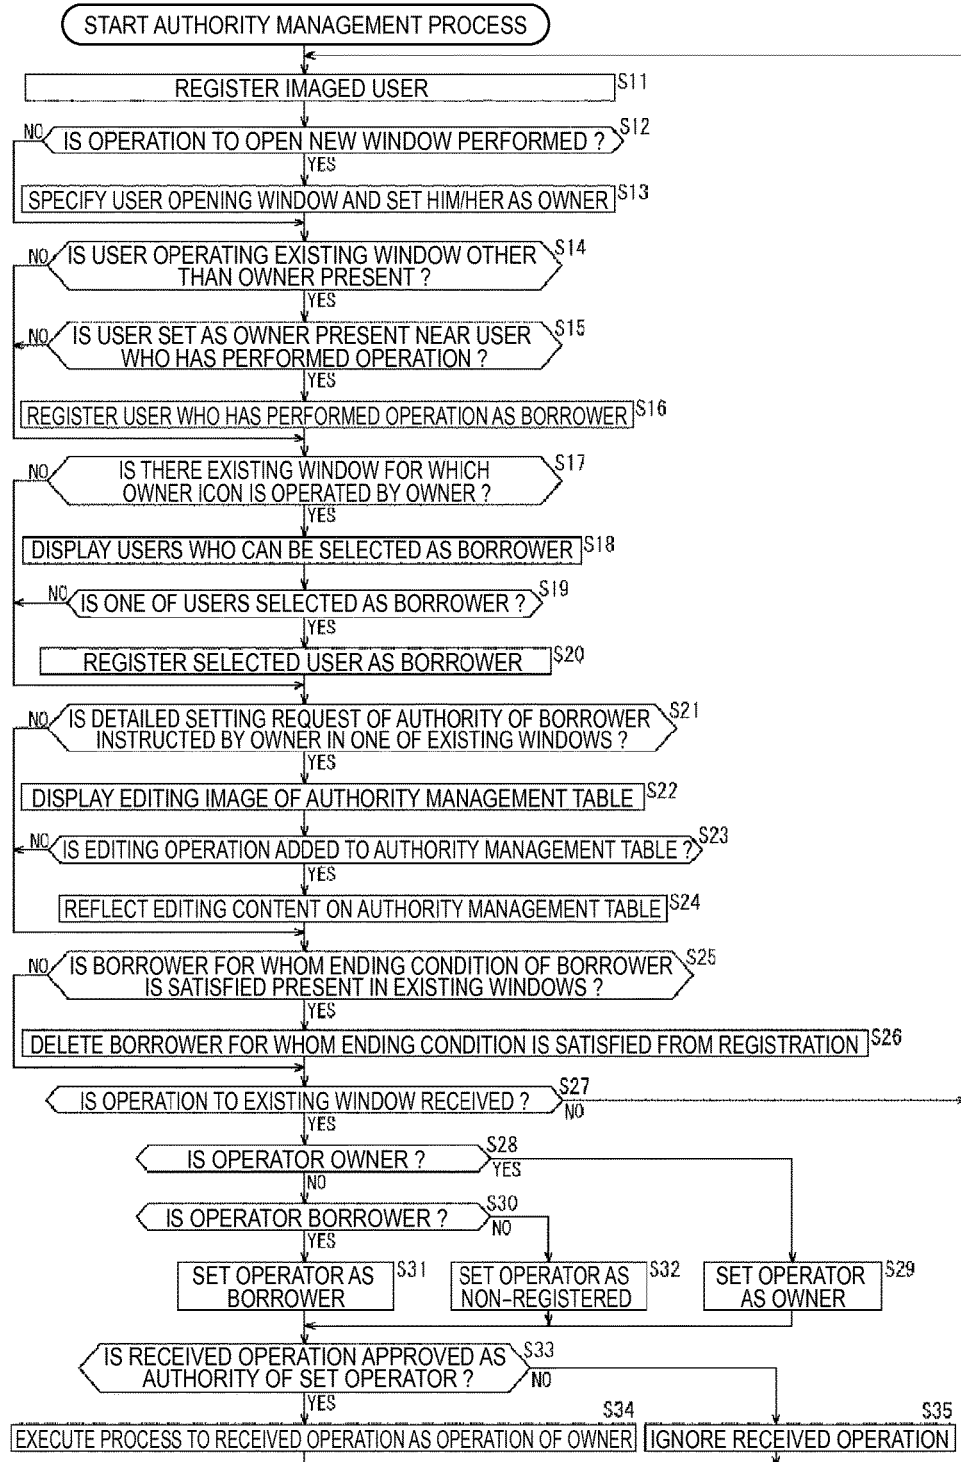 START AUTHORITY MANAGEMENT PROCESS
REGISTER IMAGED USER
S11
IS OPERATION TO OPEN NEW WINDOW PERFORMED ?
S12
NO
YES
SPECIFY USER OPENING WINDOW AND SET HIM/HER AS OWNER
S13
IS USER OPERATING EXISTING WINDOW OTHER
THAN OWNER PRESENT ?
S14
NO
YES
IS USER SET AS OWNER PRESENT NEAR USER
WHO HAS PERFORMED OPERATION ?
S15
NO
YES
REGISTER USER WHO HAS PERFORMED OPERATION AS BORROWER
S16
IS THERE EXISTING WINDOW FOR WHICH
OWNER ICON IS OPERATED BY OWNER ?
S17
NO
YES
DISPLAY USERS WHO CAN BE SELECTED AS BORROWER
S18
IS ONE OF USERS SELECTED AS BORROWER ?
S19
NO
YES
REGISTER SELECTED USER AS BORROWER
S20
IS DETAILED SETTING REQUEST OF AUTHORITY OF BORROWER
INSTRUCTED BY OWNER IN ONE OF EXISTING WINDOWS ?
S21
NO
YES
DISPLAY EDITING IMAGE OF AUTHORITY MANAGEMENT TABLE
S22
IS EDITING OPERATION ADDED TO AUTHORITY MANAGEMENT TABLE ?
S23
NO
YES
REFLECT EDITING CONTENT ON AUTHORITY MANAGEMENT TABLE
S24
IS BORROWER FOR WHOM ENDING CONDITION OF BORROWER
IS SATISFIED PRESENT IN EXISTING WINDOWS ?
S25
NO
YES
DELETE BORROWER FOR WHOM ENDING CONDITION IS SATISFIED FROM REGISTRATION
S26
IS OPERATION TO EXISTING WINDOW RECEIVED ?
S27
NO
YES
IS OPERATOR OWNER ?
S28
YES
NO
IS OPERATOR BORROWER ?
S30
NO
YES
SET OPERATOR AS
BORROWER
S31
SET OPERATOR AS
NON-REGISTERED
S32
SET OPERATOR
AS OWNER
S29
IS RECEIVED OPERATION APPROVED AS
AUTHORITY OF SET OPERATOR ?
S33
NO
YES
S34
EXECUTE PROCESS TO RECEIVED OPERATION AS OPERATION OF OWNER
S35
IGNORE RECEIVED OPERATION